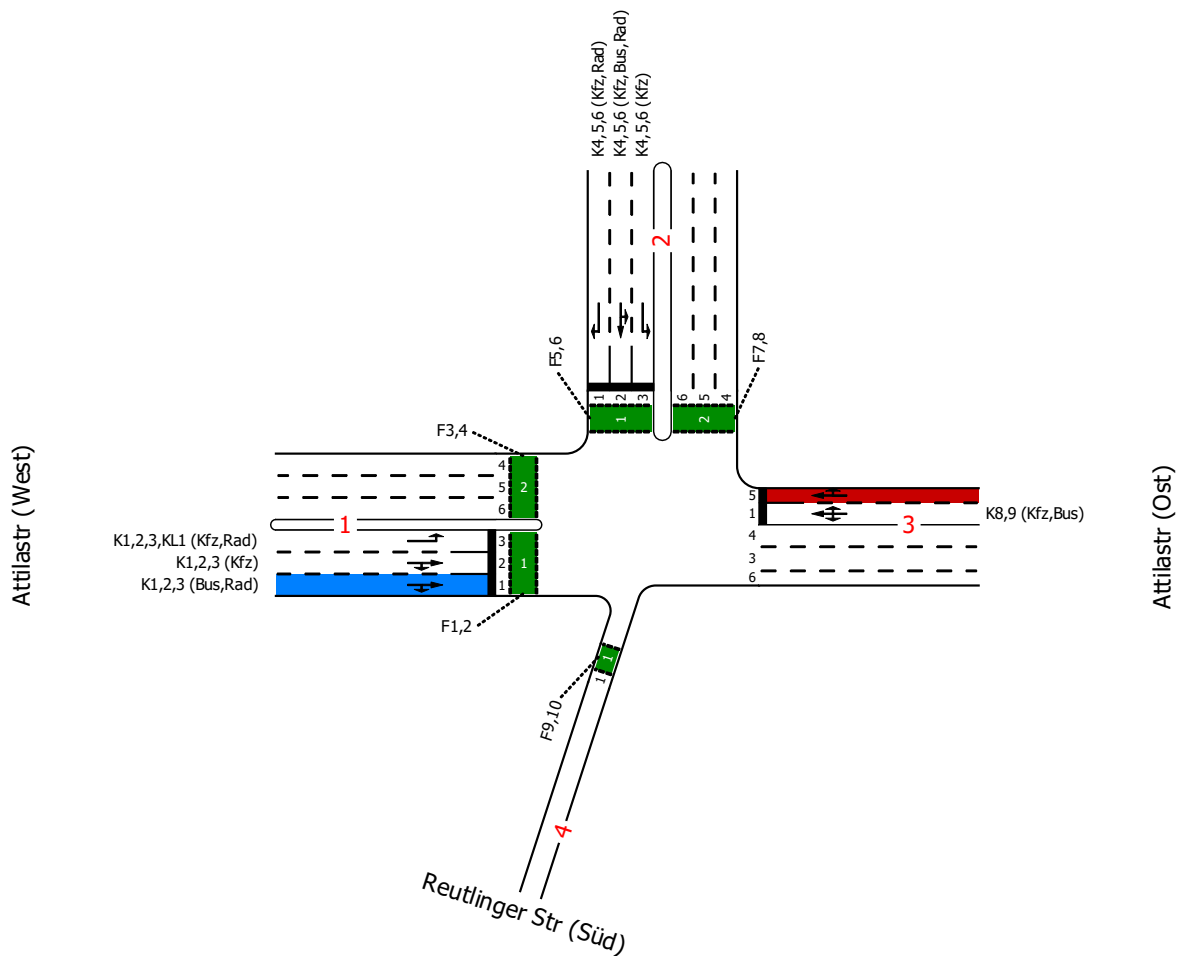 K4,5,6 (Kfz,Rad)
K4,5,6 (Kfz,Bus,Rad)
K4,5,6 (Kfz)
2
F5,6
F7,8
1
2
3
6
5
4
1
2
F3,4
Attilastr (West)
4
5
6
2
1
K1,2,3,KL1 (Kfz,Rad)
K1,2,3 (Kfz)
K1,2,3 (Bus,Rad)
3
2
1
1
F1,2
5
1
4
3
6
3
K8,9 (Kfz,Bus)
Attilastr (Ost)
1
1
F9,10
4
Reutlinger Str (Süd)